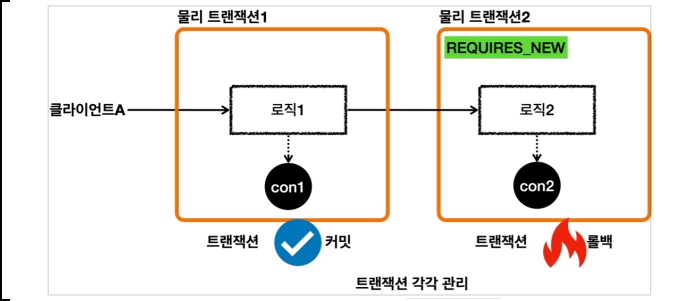 물리 트랜잭션1
물리 트랜잭션2
REQUIRES_NEW
클라이언트A
로직1
로직2
con1
con2
트랜잭션 커밋
트랜잭션 롤백
트랜잭션 각각 관리